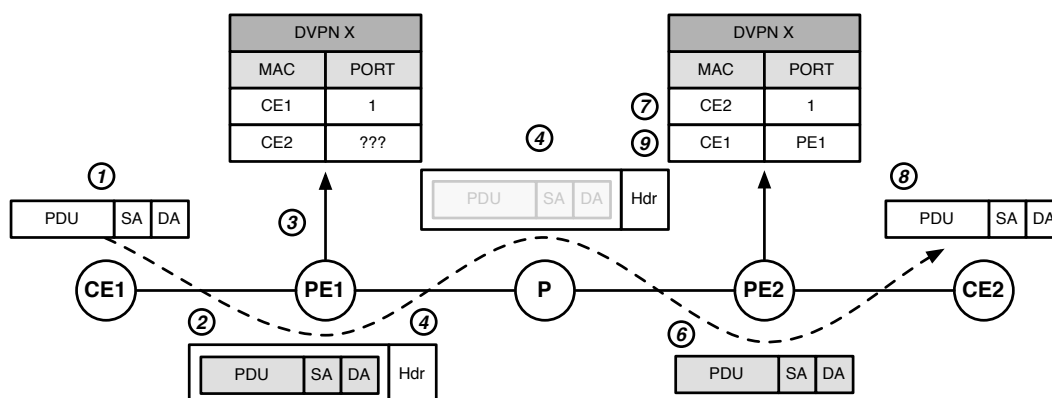 DVPN X
MAC PORT
CE1 1
CE2 ???
DVPN X
MAC PORT
7 CE2 1
9 CE1 PE1
4
PDU SA DA Hdr
1
PDU SA DA
3
8
PDU SA DA
CE1 PE1 P PE2 CE2
2 4
PDU SA DA Hdr
6
PDU SA DA